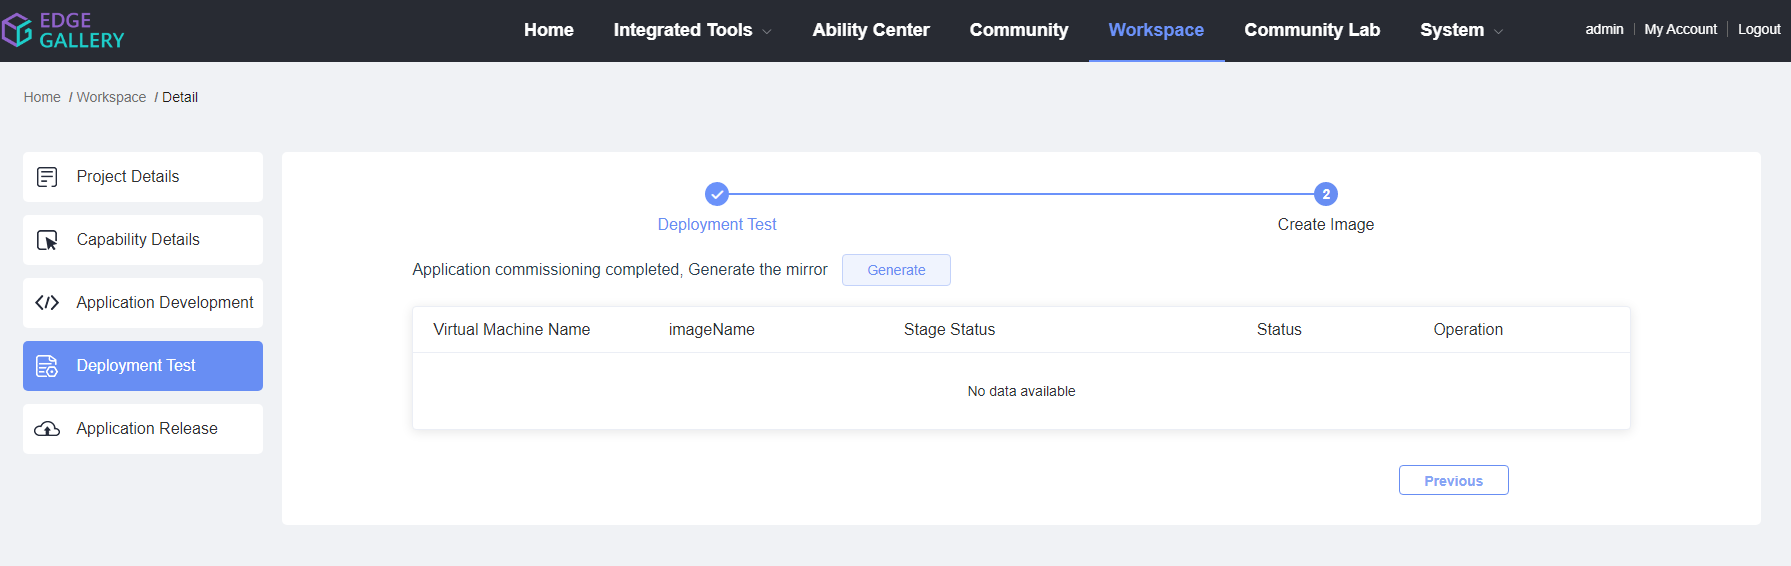 EDGE
GALLERY
Home Integrated Tools Ability Center Community Workspace Community Lab System admin My Account Logout
Home / Workspace / Detail
Project Details
Capability Details
Application Development
Deployment Test
Application Release
2
Deployment Test Create Image
Application commissioning completed, Generate the mirror Generate
Virtual Machine Name imageName Stage Status Status Operation
No data available
Previous